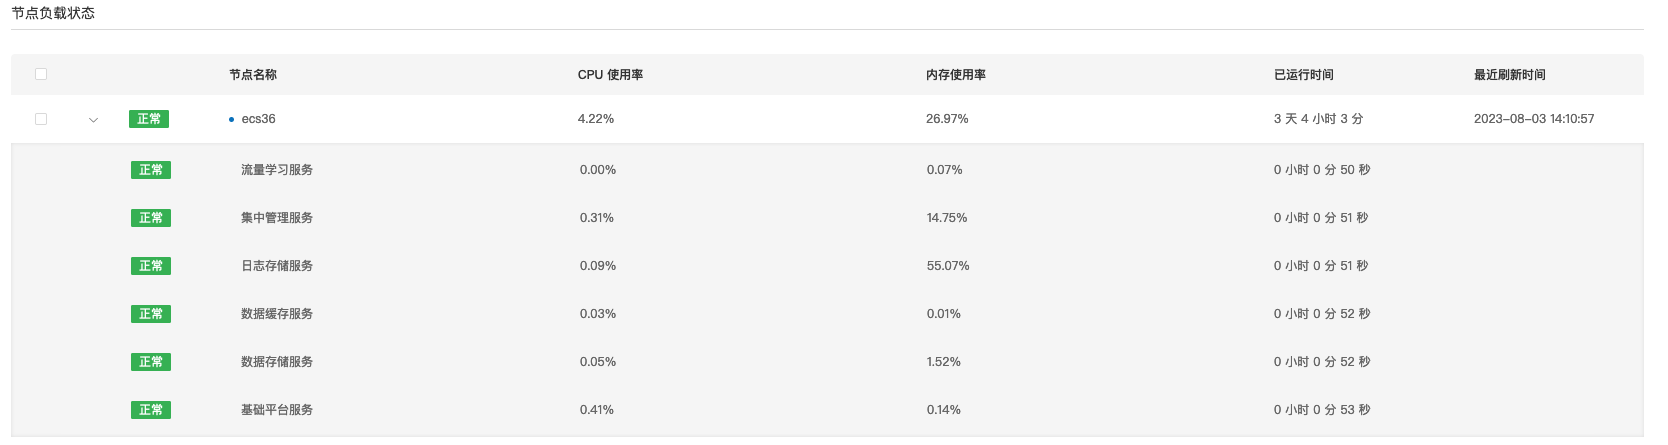 节点负载状态
节点名称 CPU 使用率 内存使用率 已运行时间 最近刷新时间
正常 ecs36 4.22% 26.97% 3 天 4 小时 3 分 2023-08-03 14:10:57
正常 流量学习服务 0.00% 0.07% 0 小时 0 分 50 秒
正常 集中管理服务 0.31% 14.75% 0 小时 0 分 51 秒
正常 日志存储服务 0.09% 55.07% 0 小时 0 分 51 秒
正常 数据缓存服务 0.03% 0.01% 0 小时 0 分 52 秒
正常 数据存储服务 0.05% 1.52% 0 小时 0 分 52 秒
正常 基础平台服务 0.41% 0.14% 0 小时 0 分 53 秒